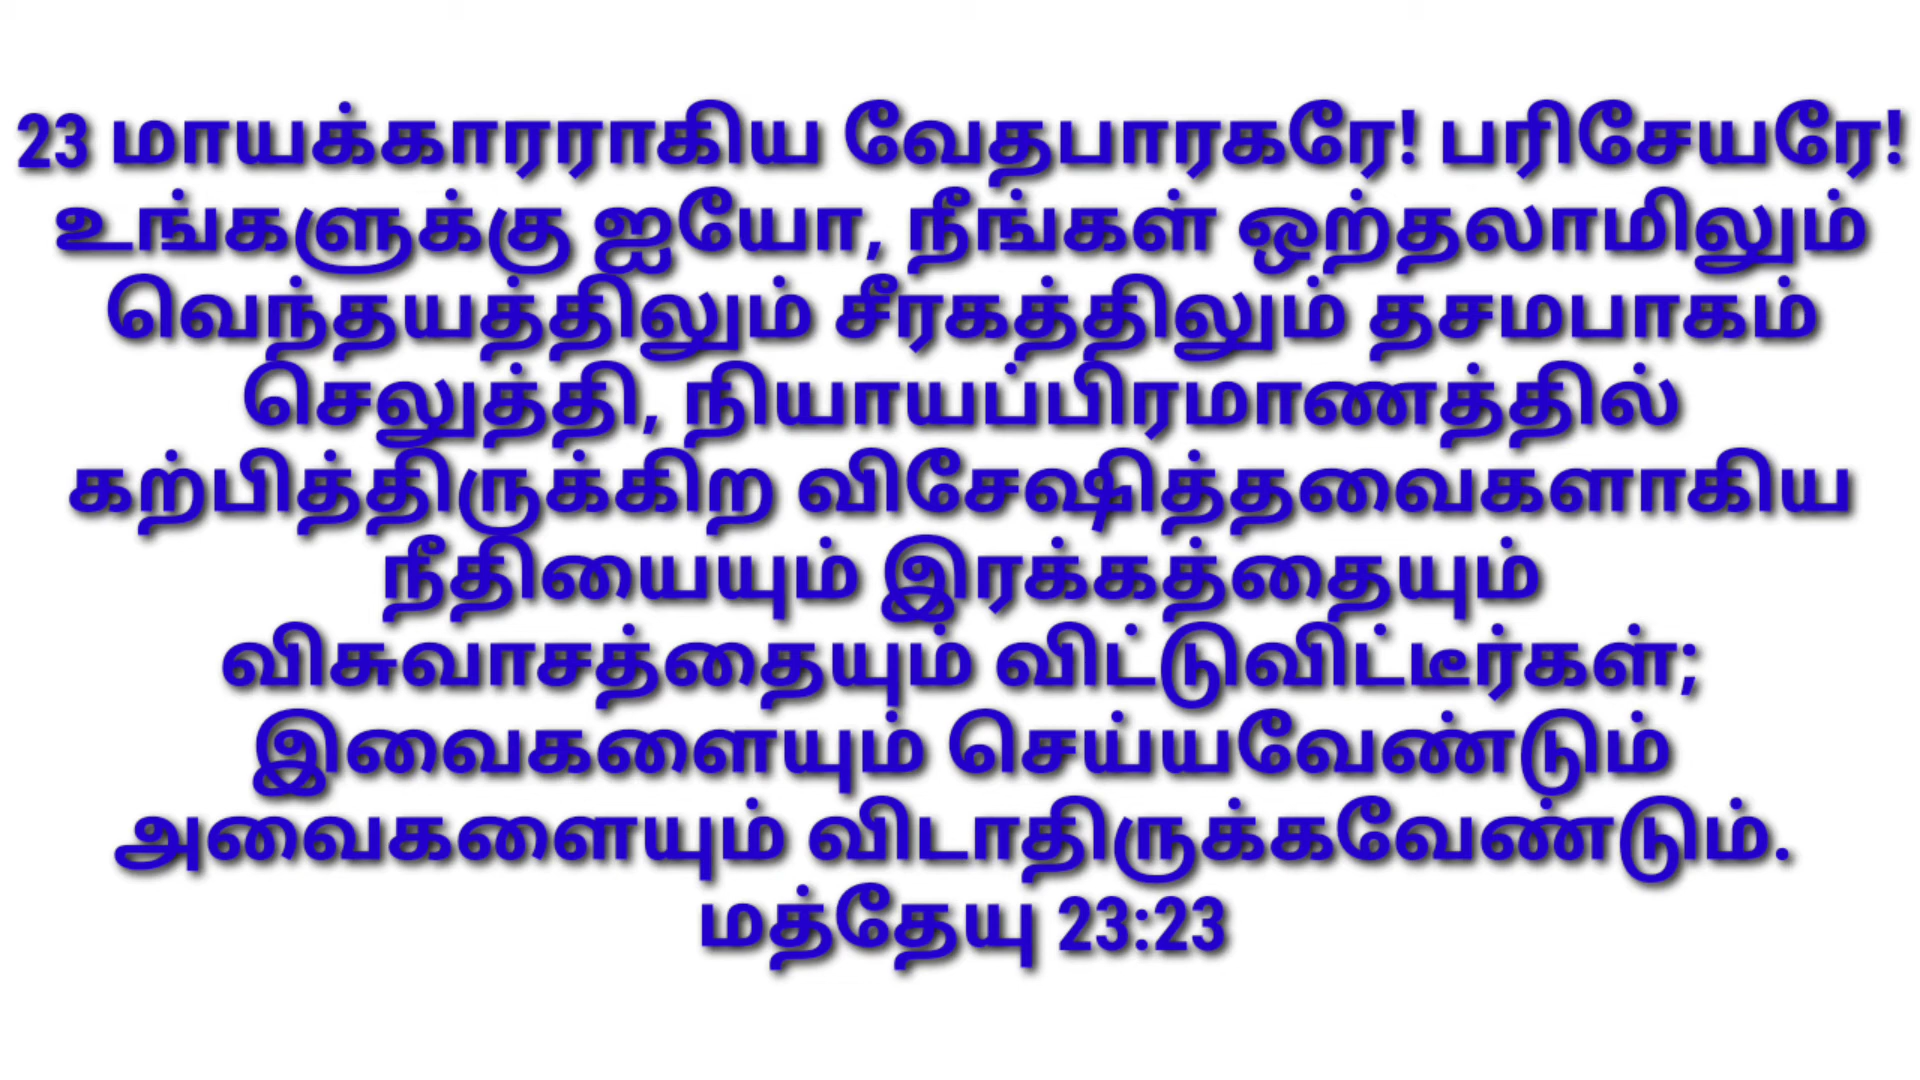 23 மாயக்காரராகிய வேதபாரகரே! பரிசேயரே!
உங்களுக்கு ஐயோ, நீங்கள் ஒற்தலாமிலும்
வெந்தயத்திலும் சீரகத்திலும் தசமபாகம்
செலுத்தி, நியாயப்பிரமாணத்தில்
கற்பித்திருக்கிற விசேஷித்தவைகளாகிய
நீதியையும் இரக்கத்தையும்
விசுவாசத்தையும் விட்டுவிட்டீர்கள்;
இவைகளையும் செய்யவேண்டும்
அவைகளையும் விடாதிருக்கவேண்டும்.
மத்தேயு 23:23